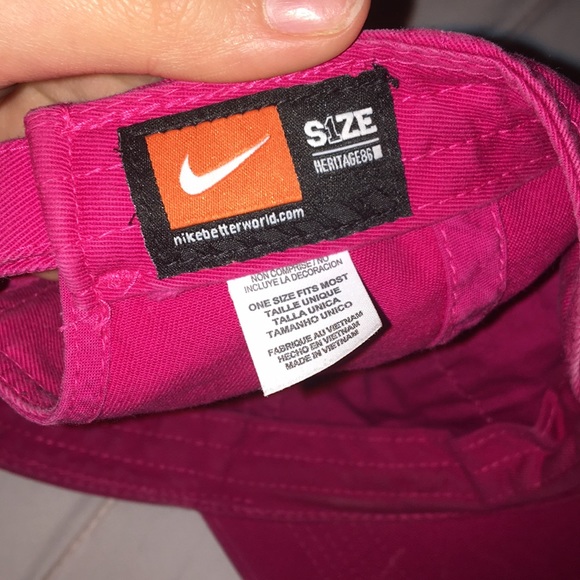 S1ZE
HERITAGE86
nikebetterworld.com
NON COMPRISE / NO
INCLUYE LA DECORACION
ONE SIZE FITS MOST
TAILLE UNIQUE
TALLA UNICA
TAMANHO UNICO
FABRIQUE AU VIETNAM
HECHO EN VIETNAM
MADE IN VIETNAM